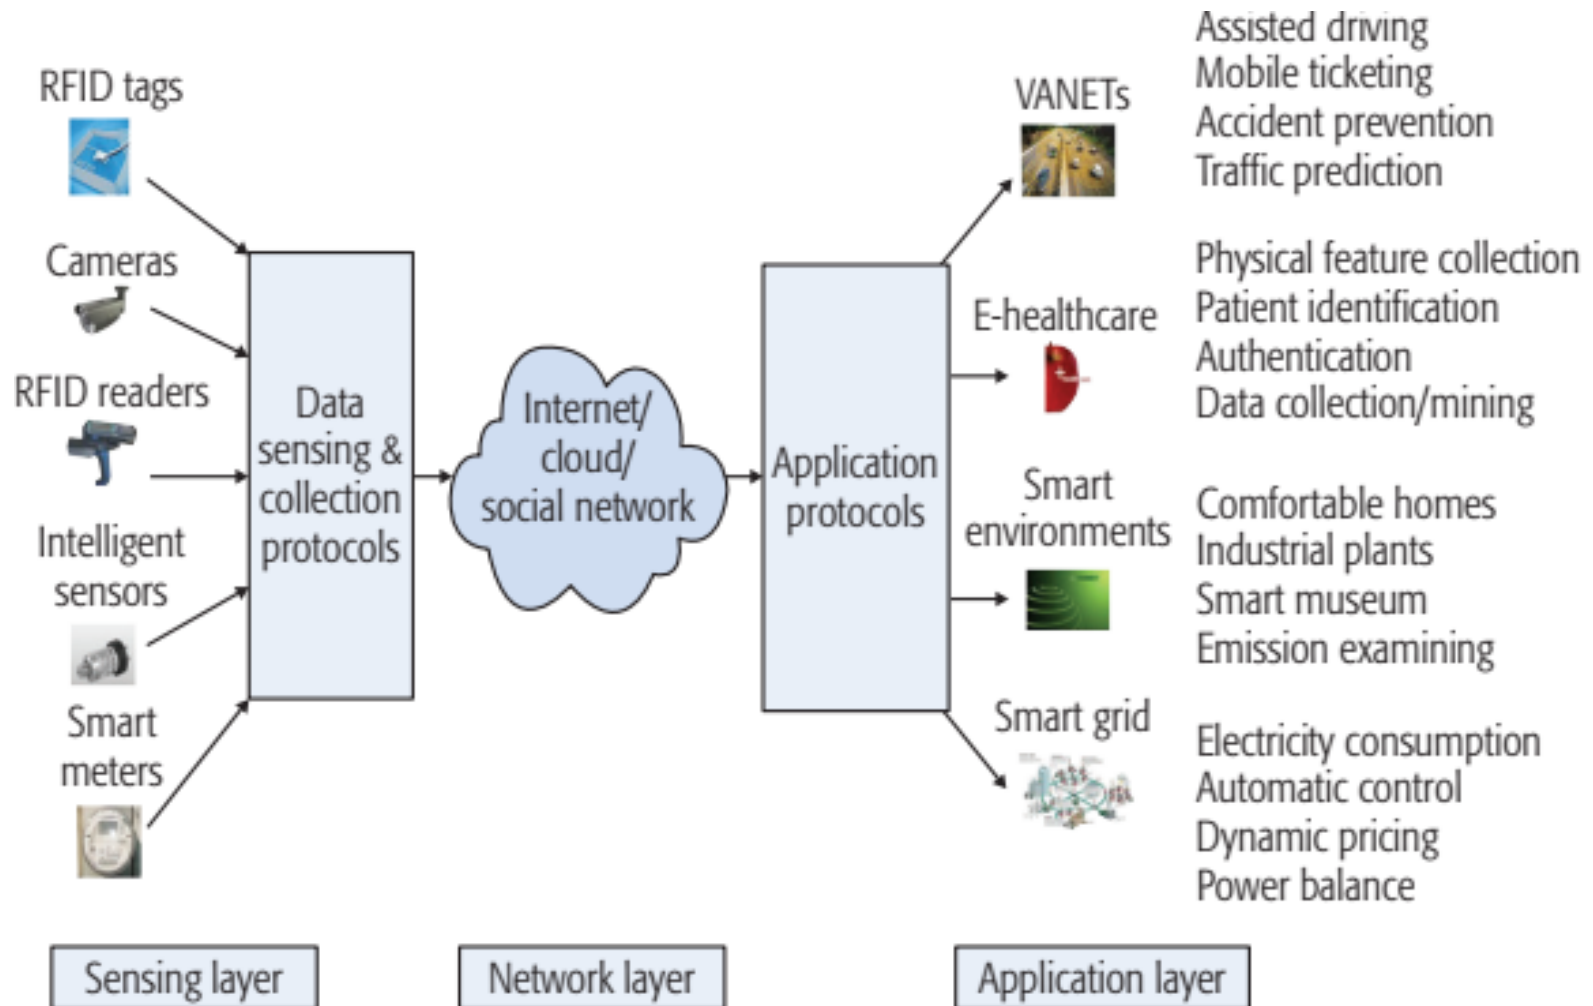 RFID tags
Cameras
RFID readers
Intelligent
sensors
Smart
meters
Data
sensing &
collection
protocols
Internet/
cloud/
social network
Application
protocols
VANETs
Assisted driving
Mobile ticketing
Accident prevention
Traffic prediction
E-healthcare
Physical feature collection
Patient identification
Authentication
Data collection/mining
Smart
environments
Comfortable homes
Industrial plants
Smart museum
Emission examining
Smart grid
Electricity consumption
Automatic control
Dynamic pricing
Power balance
Sensing layer
Network layer
Application layer